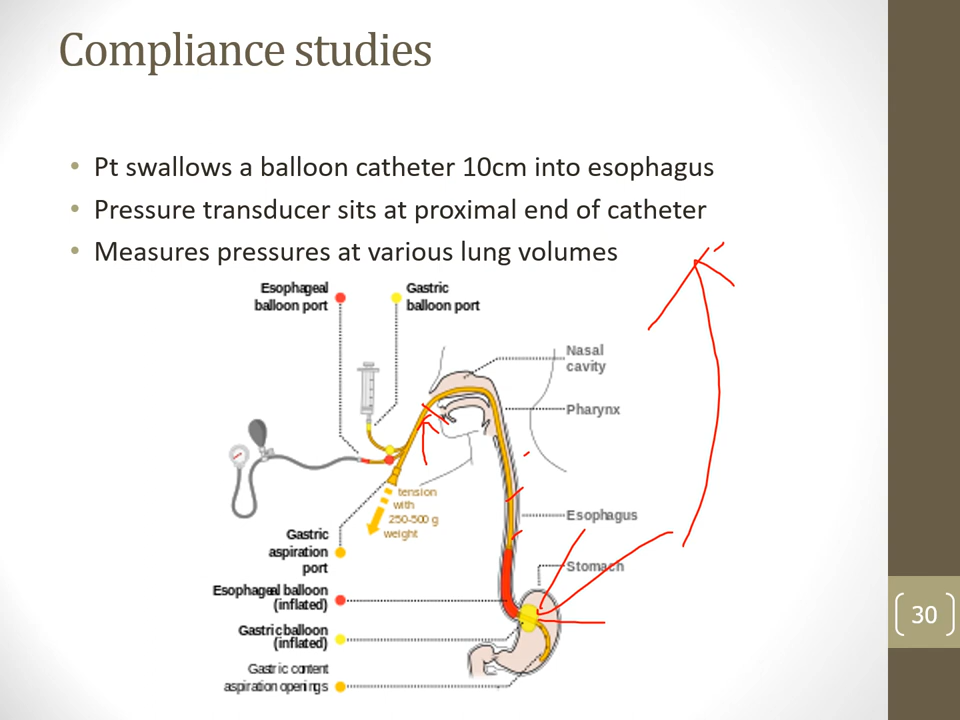 Compliance studies
• Pt swallows a balloon catheter 10cm into esophagus
• Pressure transducer sits at proximal end of catheter
• Measures pressures at various lung volumes
Esophageal
balloon port
Gastric
balloon port
Nasal
cavity
Pharynx
tension
with
250-500 g
weight
Esophagus
Gastric
aspiration
port
Stomach
Esophageal balloon
(inflated)
Gastric balloon
(inflated)
Gastric content
aspiration openings
30